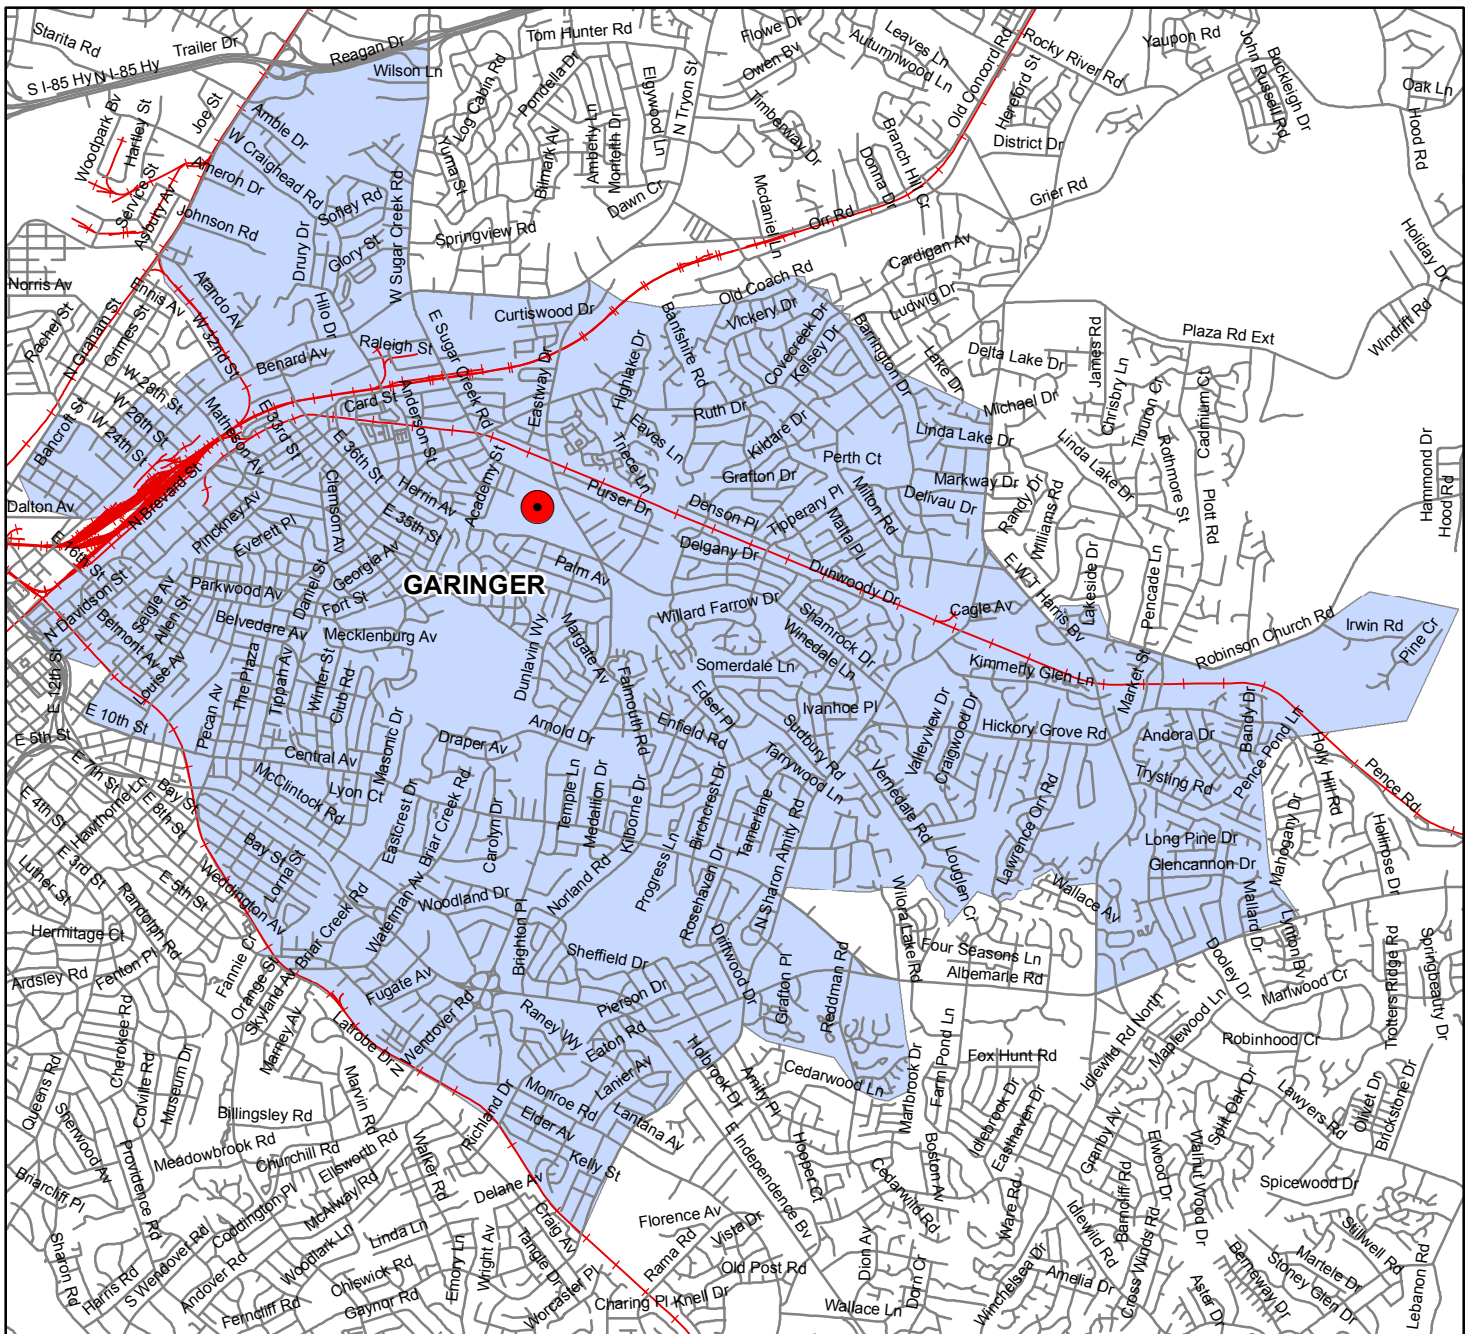 Starita Rd
Trailer Dr
Reagan Dr
Tom Hunter Rd
Flowe Dr
Leaves Ln
Autumnwood Ln
Old Concord Rd
Rocky River Rd
Yaupon Rd
John Russell Rd
Buckleigh Dr
Oak Ln
Hood Rd
S I-85 Hy
N I-85 Hy
Wilson Ln
Log Cabin Rd
Pondella Dr
Elgywood Ln
N Tryon St
Owen Bv
Timberway Dr
Hereford St
District Dr
Woodpark Bv
Hartley St
Joe St
Amble Dr
W Craighead Rd
Yuma St
Bilmark Av
Amberly Ln
Monteith Dr
Branch Hill Cr
Donna Dr
Grier Rd
Service St
Asbury Av
Ameron Dr
Johnson Rd
Sofley Rd
Drury Dr
Glory St
W Sugar Creek Rd
Springview Rd
Dawn Cr
Mcdaniel Ln
Orr Rd
Cardigan Av
Holiday Dr
Norris Av
Ennis Av
Atando Av
Hilo Dr
Curtiswood Dr
Old Coach Rd
Vickery Dr
Ludwig Dr
Windrift Rd
Rachel St
N Graham St
Grimes St
W 32nd St
Benard Av
Raleigh St
E Sugar Creek Rd
Eastway Dr
Banfshire Rd
Covecreek Dr
Kelsey Dr
Barrington Dr
Lake Dr
Delta Lake Dr
James Rd
Plaza Rd Ext
W 28th St
W 26th St
W 24th St
Bancroft St
Matheson Av
E 33rd St
Card St
Anderson St
Highlake Dr
Ruth Dr
Kildare Dr
Michael Dr
Chrisbry Ln
Tiburon Cr
Cadmium Ct
Linda Lake Dr
E 36th St
Eaves Ln
Triece Ln
Grafton Dr
Perth Ct
Linda Lake Dr
Rothmore St
Plott Rd
Hammond Dr
Hood Rd
Dalton Av
N Brevard St
Pinckney Av
Clemson Av
Herrin Av
Academy St
Purser Dr
Denson Pl
Tipperary Pl
Milton Rd
Malta Pl
Markway Dr
Delivau Dr
Randy Dr
Williams Rd
E 16th St
Everett Pl
E 35th St
Georgia Av
GARINGER
Palm Av
Delgany Dr
Dunwoody Dr
E W T Harris Bv
Lakeside Dr
Pencade Ln
N Davidson St
Seigle Av
Parkwood Av
Daniel St
Fort St
Willard Farrow Dr
Shamrock Dr
Cagle Av
Belmont Av
Allen St
Belvedere Av
Mecklenburg Av
Dunlavin Wy
Margate Av
Winedale Ln
Somerdale Ln
Kimmerly Glen Ln
Market St
Robinson Church Rd
Irwin Rd
Pine Cr
E 12th St
Louise Av
The Plaza
Tippah Av
Winter St
Club Rd
Falmouth Rd
Edsel Pl
Ivanhoe Pl
E 10th St
Pecan Av
Masonic Dr
Draper Av
Arnold Dr
Enfield Rd
Sudbury Rd
Valleyview Dr
Craigwood Dr
Hickory Grove Rd
Andora Dr
Bandy Dr
Pence Pond Ln
Holly Hill Rd
E 5th St
E 7th St
Bay St
Central Av
McClintock Rd
Lyon Ct
Tarrywood Ln
Vernedale Rd
Trysting Rd
Pence Rd
E 4th St
Hawthorne Ln
E 8th St
Eastcrest Dr
Briar Creek Rd
Carolyn Dr
Temple Ln
Medallion Dr
Kilborne Dr
Birchcrest Dr
Tamerlane
Lawrence Orr Rd
Long Pine Dr
Mahogany Dr
Hollirose Dr
Luther St
E 3rd St
E 5th St
Bay St
Lorna St
Weddington Av
Waterman Av
Woodland Dr
Norland Rd
Progress Ln
Rosehaven Dr
N Sharon Amity Rd
Louglen Cr
Wallace Av
Glencannon Dr
Mallard Dr
Hermitage Ct
Randolph Rd
Fenton Pl
Fannie Cr
Briar Creek Rd
Brighton Pl
Sheffield Dr
Driftwood Dr
Wilora Lake Rd
Four Seasons Ln
Albemarle Rd
Lynton Bv
Dooley Dr
Marlwood Cr
Trotters Ridge Rd
Springbeauty Dr
Ardsley Rd
Orange St
Skyland Av
Marney Av
Fugate Av
Wendover Rd
N
Pierson Dr
Raney Wy
Eaton Rd
Grafton Pl
Reddman Rd
Idlewild Rd North
Maplewood Ln
Robinhood Cr
Queens Rd
Cherokee Rd
Colville Rd
Museum Dr
Latrobe Dr
Marvin Rd
Richland Dr
Monroe Rd
Lanier Av
Holbrook Dr
Amity Pl
Cedarwood Ln
Marlbrook Dr
Farm Pond Ln
Fox Hunt Rd
Idlebrook Dr
Easthaven Dr
Split Oak Dr
Lawyers Rd
Olivet Dr
Brickstone Dr
Sherwood Av
Billingsley Rd
Meadowbrook Rd
Churchill Rd
Ellsworth Rd
Walker Rd
Elder Av
Lantana Av
Kelly St
E Independence Bv
Hooper Ct
Cedarwild Rd
Boston Av
Granby Av
Elwood Dr
Walnut Wood Dr
Briarcliff Pl
Providence Rd
Coddington Pl
McAlway Rd
Delane Av
Craig Av
Florence Av
Vista Dr
Ware Rd
Idlewild Rd
Barncliff Rd
Spicewood Dr
Stillwell Rd
Sharon Rd
Harris Rd
S Wendover Rd
Andover Rd
Woodlark Ln
Linda Ln
Emory Ln
Wright Av
Tangle Dr
Rama Rd
Old Post Rd
Dion Av
Dorn Cr
Winchelsea Dr
Amelia Dr
Cross Winds Rd
Aster Dr
Berneway Dr
Stoney Glen Dr
Martele Dr
Lebanon Rd
Ferncliff Rd
Chiswick Rd
Gaynor Rd
Worcaster Pl
Charing Pl
Knell Dr
Wallace Ln